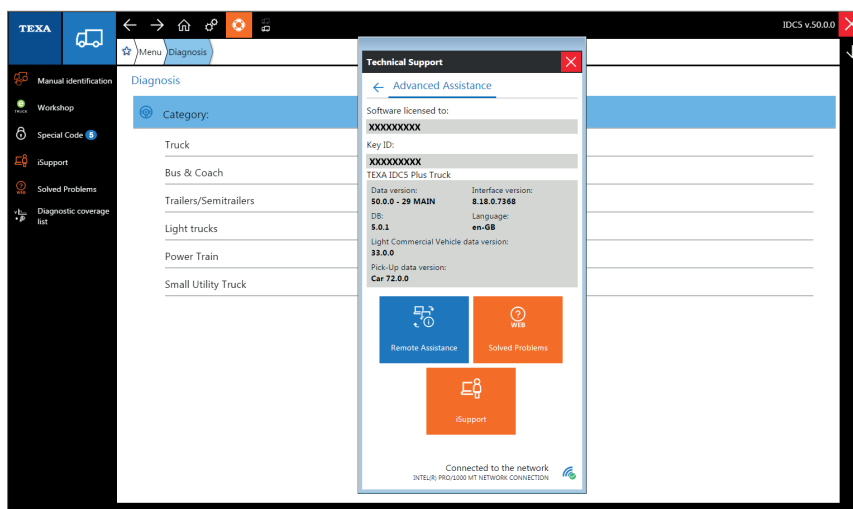 TEXA
IDC5 v.50.0.0
Menu
Diagnosis
Manual identification
Workshop
TRUCK
Special Code 5
iSupport
Solved Problems
WEB
Diagnostic coverage
list
Diagnosis
Category:
Truck
Bus & Coach
Trailers/Semitrailers
Light trucks
Power Train
Small Utility Truck
Technical Support
Advanced Assistance
Software licensed to:
XXXXXXXXX
Key ID:
XXXXXXXXX
TEXA IDC5 Plus Truck
Data version: Interface version:
50.0.0 - 29 MAIN 8.18.0.7368
DB: Language:
5.0.1 en-GB
Light Commercial Vehicle data version:
33.0.0
Pick-Up data version:
Car 72.0.0
WEB
Remote Assistance Solved Problems
iSupport
Connected to the network
INTEL(R) PRO/1000 MT NETWORK CONNECTION